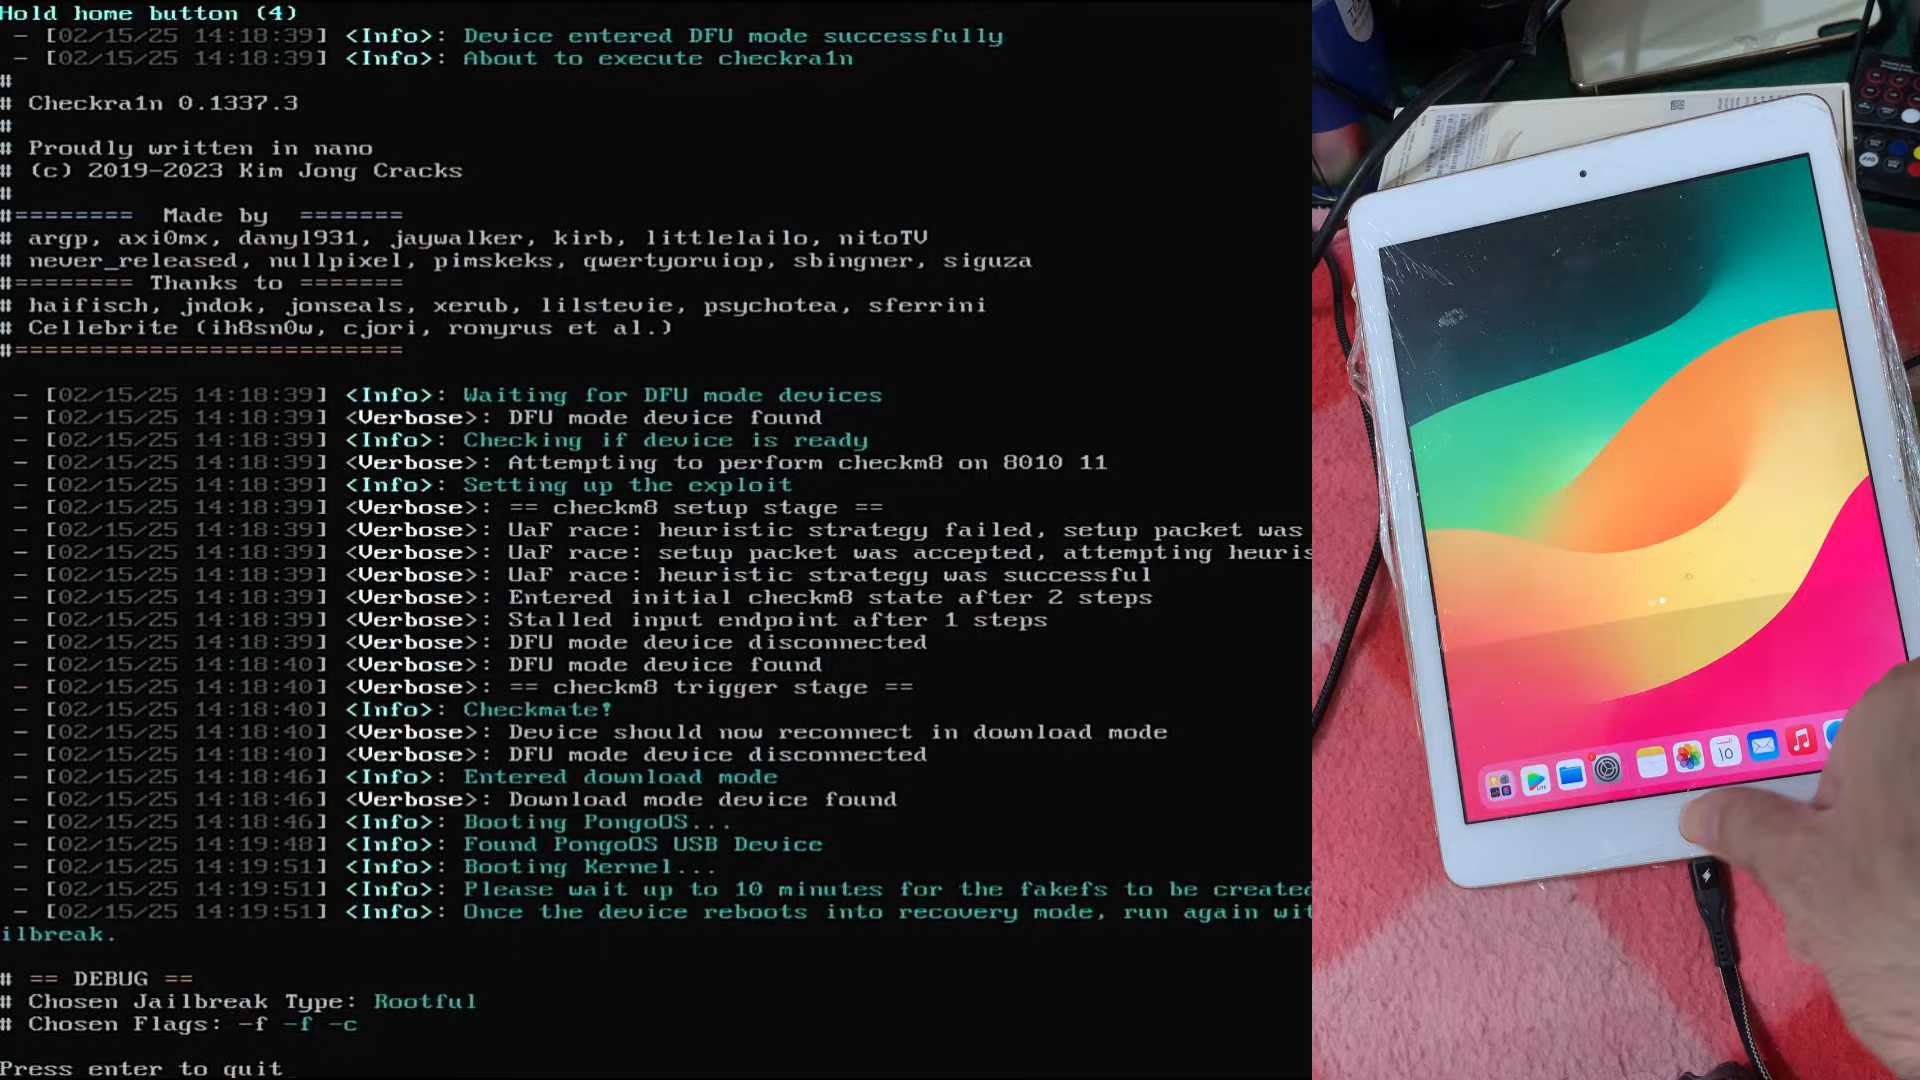 Hold home button (4)
- [02/15/25 14:18:39] <Info>: Device entered DFU mode successfully
- [02/15/25 14:18:39] <Info>: About to execute checkra1n
#
# Checkra1n 0.1337.3
#
# Proudly written in nano
# (c) 2019-2023 Kim Jong Cracks
#
#======== Made by =======
# argp, axi0mx, danyl931, jaywalker, kirb, littlelailo, nitoTV
# never_released, nullpixel, pimskeks, qwertyoruiop, sbingner, siguza
#======== Thanks to =======
# haifisch, jndok, jonseals, xerub, lilstevie, psychotea, sferrini
# Cellebrite (ih8sn0w, cjori, ronyrus et al.)
#==========================
- [02/15/25 14:18:39] <Info>: Waiting for DFU mode devices
- [02/15/25 14:18:39] <Verbose>: DFU mode device found
- [02/15/25 14:18:39] <Info>: Checking if device is ready
- [02/15/25 14:18:39] <Verbose>: Attempting to perform checkm8 on 8010 11
- [02/15/25 14:18:39] <Info>: Setting up the exploit
- [02/15/25 14:18:39] <Verbose>: == checkm8 setup stage ==
- [02/15/25 14:18:39] <Verbose>: UaF race: heuristic strategy failed, setup packet was
- [02/15/25 14:18:39] <Verbose>: UaF race: setup packet was accepted, attempting heuris
- [02/15/25 14:18:39] <Verbose>: UaF race: heuristic strategy was successful
- [02/15/25 14:18:39] <Verbose>: Entered initial checkm8 state after 2 steps
- [02/15/25 14:18:39] <Verbose>: Stalled input endpoint after 1 steps
- [02/15/25 14:18:39] <Verbose>: DFU mode device disconnected
- [02/15/25 14:18:40] <Verbose>: DFU mode device found
- [02/15/25 14:18:40] <Verbose>: == checkm8 trigger stage ==
- [02/15/25 14:18:40] <Info>: Checkmate!
- [02/15/25 14:18:40] <Verbose>: Device should now reconnect in download mode
- [02/15/25 14:18:40] <Verbose>: DFU mode device disconnected
- [02/15/25 14:18:46] <Info>: Entered download mode
- [02/15/25 14:18:46] <Verbose>: Download mode device found
- [02/15/25 14:18:46] <Info>: Booting PongoOS...
- [02/15/25 14:19:48] <Info>: Found PongoOS USB Device
- [02/15/25 14:19:51] <Info>: Booting Kernel...
- [02/15/25 14:19:51] <Info>: Please wait up to 10 minutes for the fakefs to be created
- [02/15/25 14:19:51] <Info>: Once the device reboots into recovery mode, run again wit
ilbreak.
# == DEBUG ==
# Chosen Jailbreak Type: Rootful
# Chosen Flags: -f -f -c
Press enter to quit
10